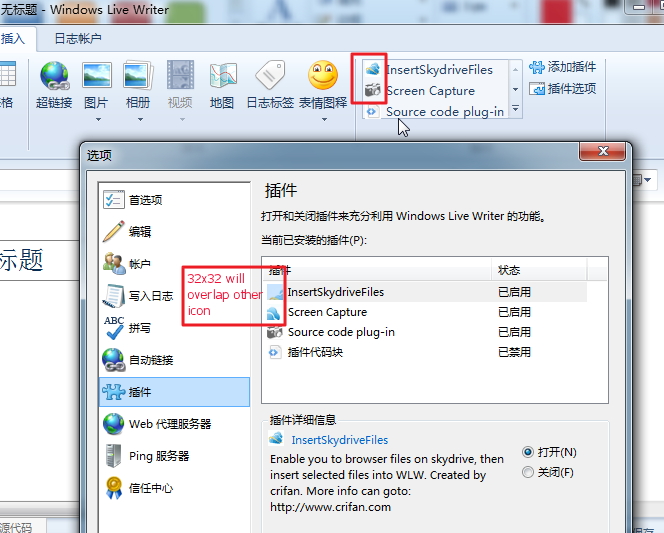 无标题 - Windows Live Writer
插入
日志帐户
InsertSkydriveFiles
添加插件
Screen Capture
插件选项
Source code plug-in
超链接
图片
相册
视频
地图
日志标签
表情图释
选项
首选项
编辑
帐户
写入日志
ABC
拼写
自动链接
插件
Web 代理服务器
Ping 服务器
信任中心
插件
打开和关闭插件来充分利用 Windows Live Writer 的功能。
当前已安装的插件(P):
插件
状态
InsertSkydriveFiles
已启用
Screen Capture
已启用
Source code plug-in
已启用
插件代码块
已禁用
32x32 will
overlap other
icon
插件详细信息
InsertSkydriveFiles
Enable you to browser files on skydrive, then
insert selected files into WLW. Created by
crifan. More info can goto:
http://www.crifan.com
打开(N)
关闭(F)
标题
源代码